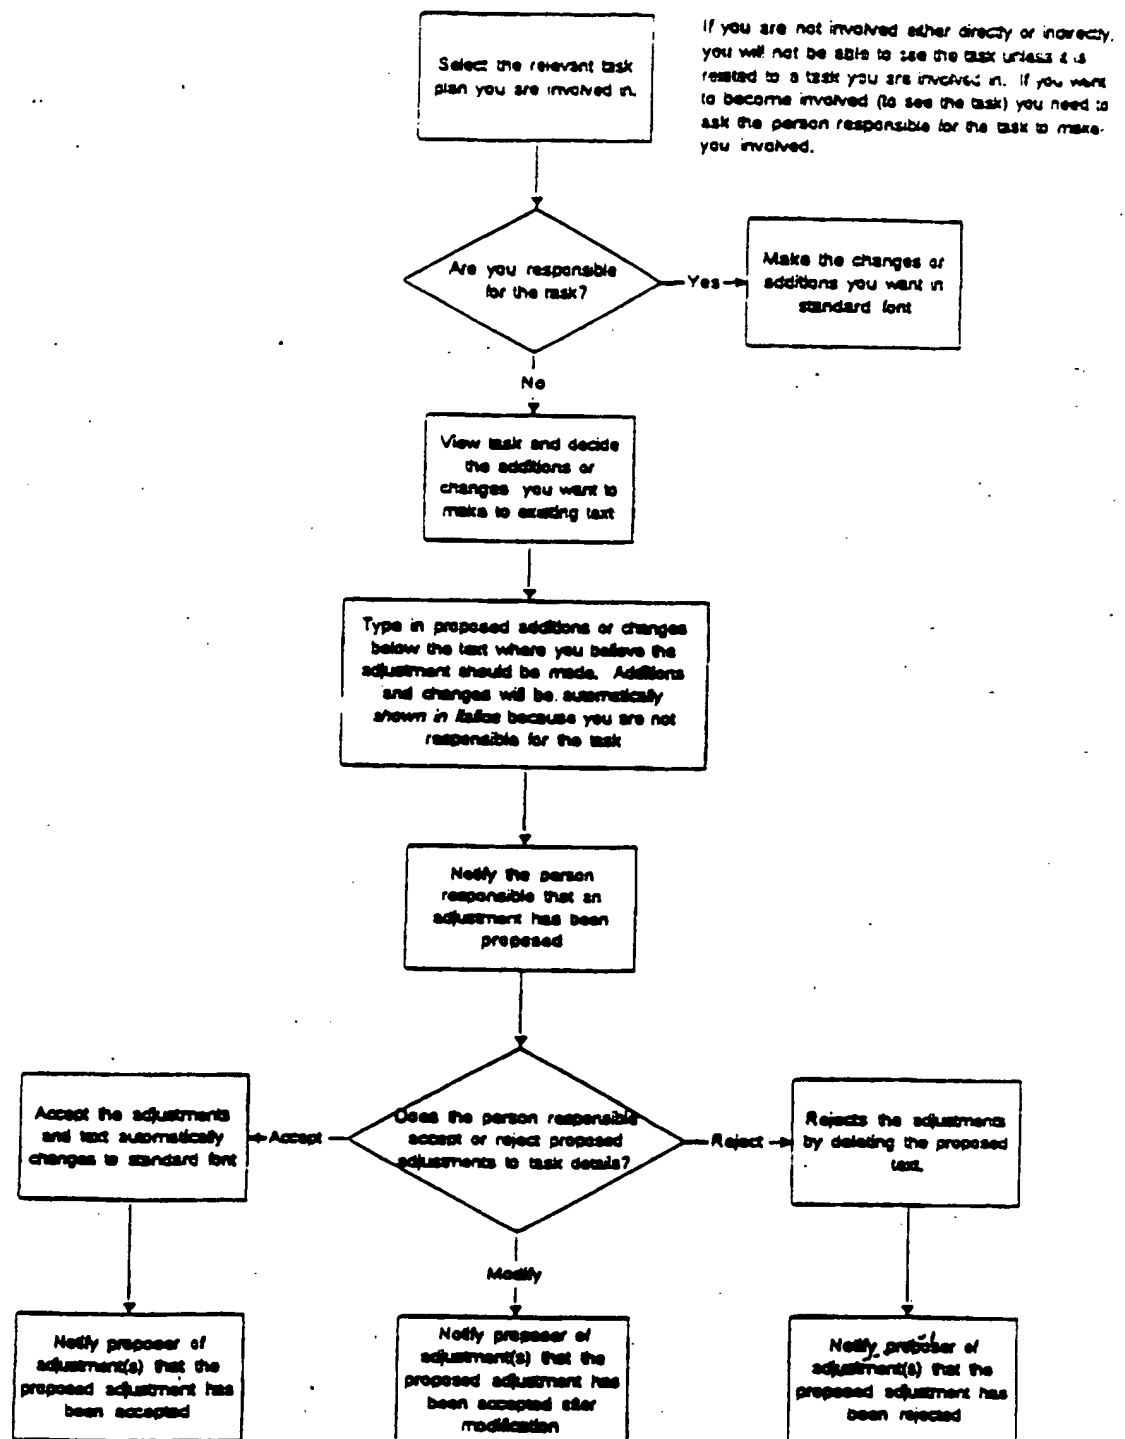 Select the relevant task
plan you are involved in.
If you are not involved either directly or indirectly,
you will not be able to see the task unless it is
related to a task you are involved in. If you want
to become involved (to see the task) you need to
ask the person responsible for the task to make
you involved.
Are you responsible
for the task?
Yes
Make the changes or
additions you want in
standard font
No
View task and decide
the additions or
changes you want to
make to existing text
Type in proposed additions or changes
below the text where you believe the
adjustment should be made. Additions
and changes will be automatically
shown in italics because you are not
responsible for the task
Notify the person
responsible that an
adjustment has been
proposed
Does the person responsible
accept or reject proposed
adjustments to task details?
Accept
Accept the adjustments
and text automatically
changes to standard font
Reject
Rejects the adjustments
by deleting the proposed
text.
Modify
Notify proposer of
adjustment(s) that the
proposed adjustment has
been accepted
Notify proposer of
adjustment(s) that the
proposed adjustment has
been accepted after
modification
Notify proposer of
adjustment(s) that the
proposed adjustment has
been rejected